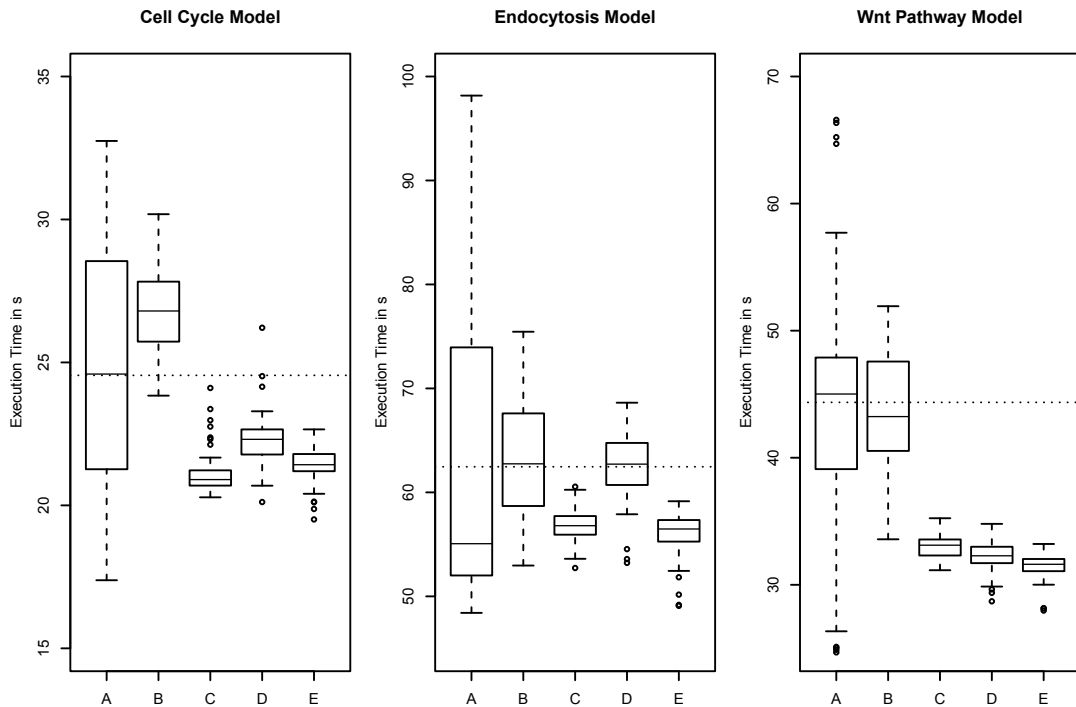 Cell Cycle Model
Endocytosis Model
Wnt Pathway Model
Execution Time in s
35
30
25
20
15
A B C D E
Execution Time in s
100
90
80
70
60
50
A B C D E
Execution Time in s
70
60
50
40
30
A B C D E